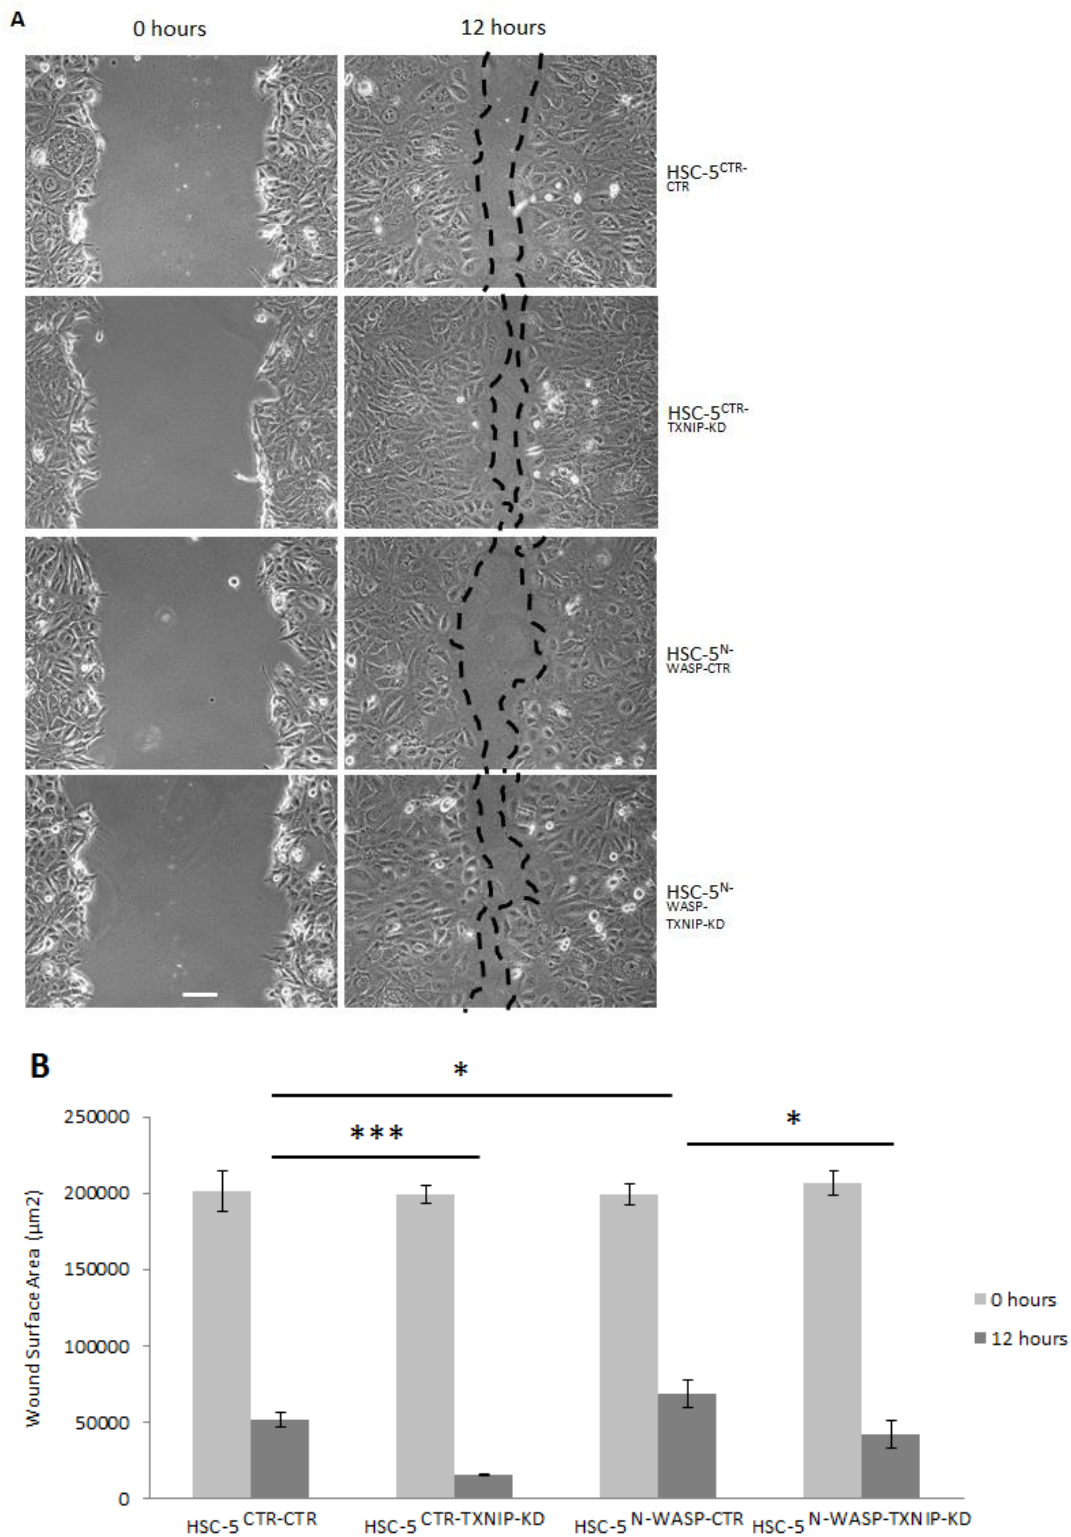 A
0 hours 12 hours
HSC-5CTR-
CTR
HSC-5CTR-
TXNIP-KD
HSC-5N-
WASP-CTR
HSC-5N-
WASP-
TXNIP-KD
B
*
***
*
Wound Surface Area (µm2)
250000
200000
150000
100000
50000
0
0 hours
12 hours
HSC-5 CTR-CTR
HSC-5 CTR-TXNIP-KD
HSC-5 N-WASP-CTR
HSC-5 N-WASP-TXNIP-KD